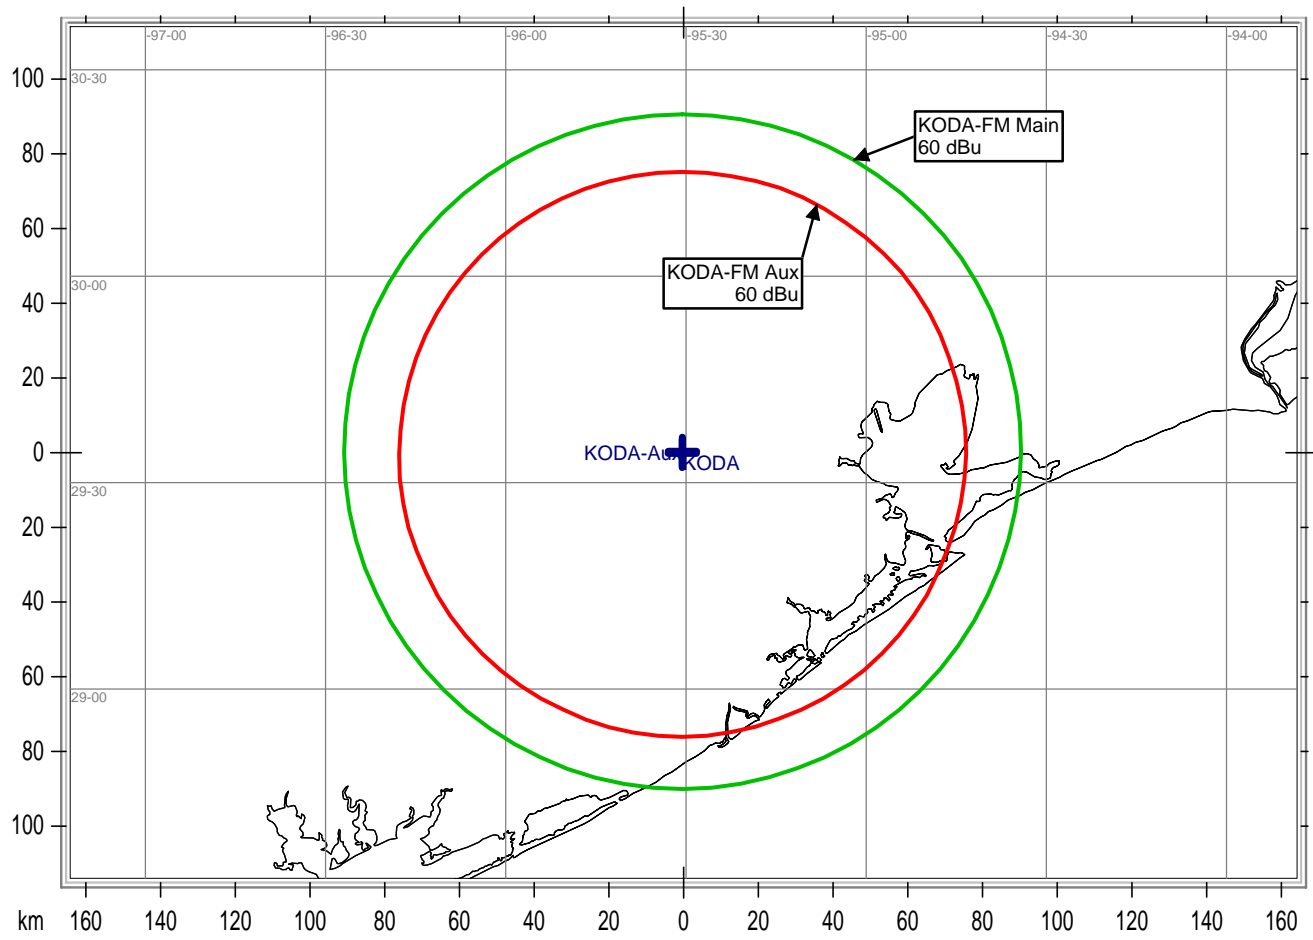 -97-00 -96-30 -96-00 -95-30 -95-00 -94-30 -94-00
30-30
100
KODA-FM Main
60 dBu
80
60
KODA-FM Aux
60 dBu
30-00
40
20
0
KODA-Aux
KODA
29-30
20
40
60
29-00
80
100
km 160 140 120 100 80 60 40 20 0 20 40 60 80 100 120 140 160